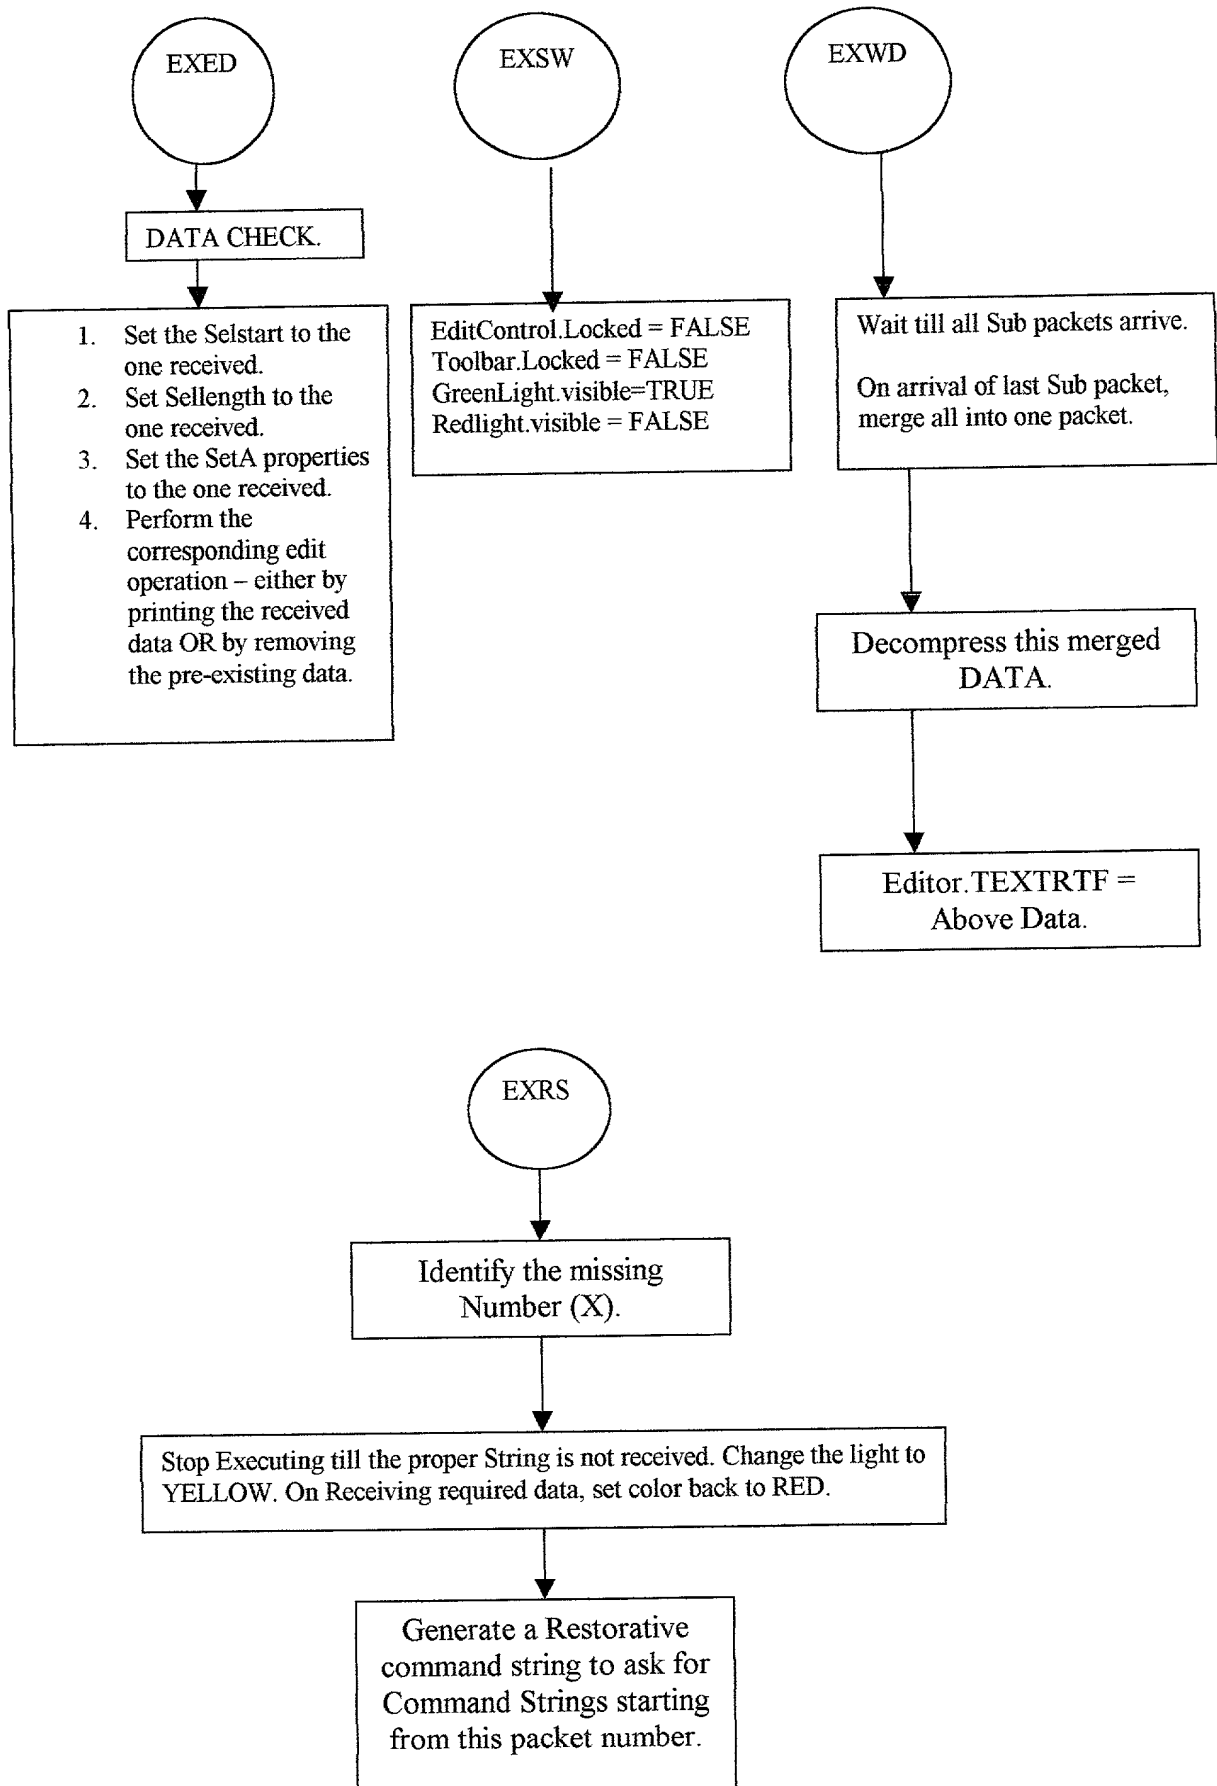 EXED
DATA CHECK.
1. Set the Selstart to the
one received.
2. Set Sellength to the
one received.
3. Set the SetA properties
to the one received.
4. Perform the
corresponding edit
operation – either by
printing the received
data OR by removing
the pre-existing data.
EXSW
EditControl.Locked = FALSE
Toolbar.Locked = FALSE
GreenLight.visible=TRUE
Redlight.visible = FALSE
EXWD
Wait till all Sub packets arrive.
On arrival of last Sub packet,
merge all into one packet.
Decompress this merged
DATA.
Editor.TEXTRTF =
Above Data.
EXRS
Identify the missing
Number (X).
Stop Executing till the proper String is not received. Change the light to
YELLOW. On Receiving required data, set color back to RED.
Generate a Restorative
command string to ask for
Command Strings starting
from this packet number.